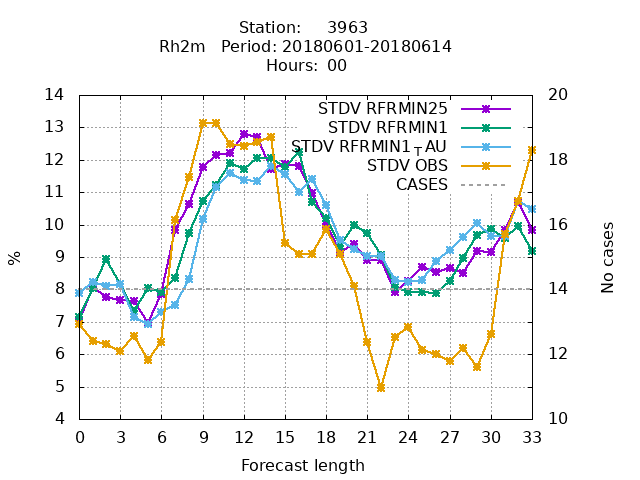 Station: 3963
Rh2m Period: 20180601-20180614
Hours: 00
14 20
13
12 18
11
10 16
9
8 14
7
6 12
5
4 10
STDV RFRMIN25
STDV RFRMIN1
STDV RFRMIN1_TAU
STDV OBS
CASES
%
No cases
0 3 6 9 12 15 18 21 24 27 30 33
Forecast length